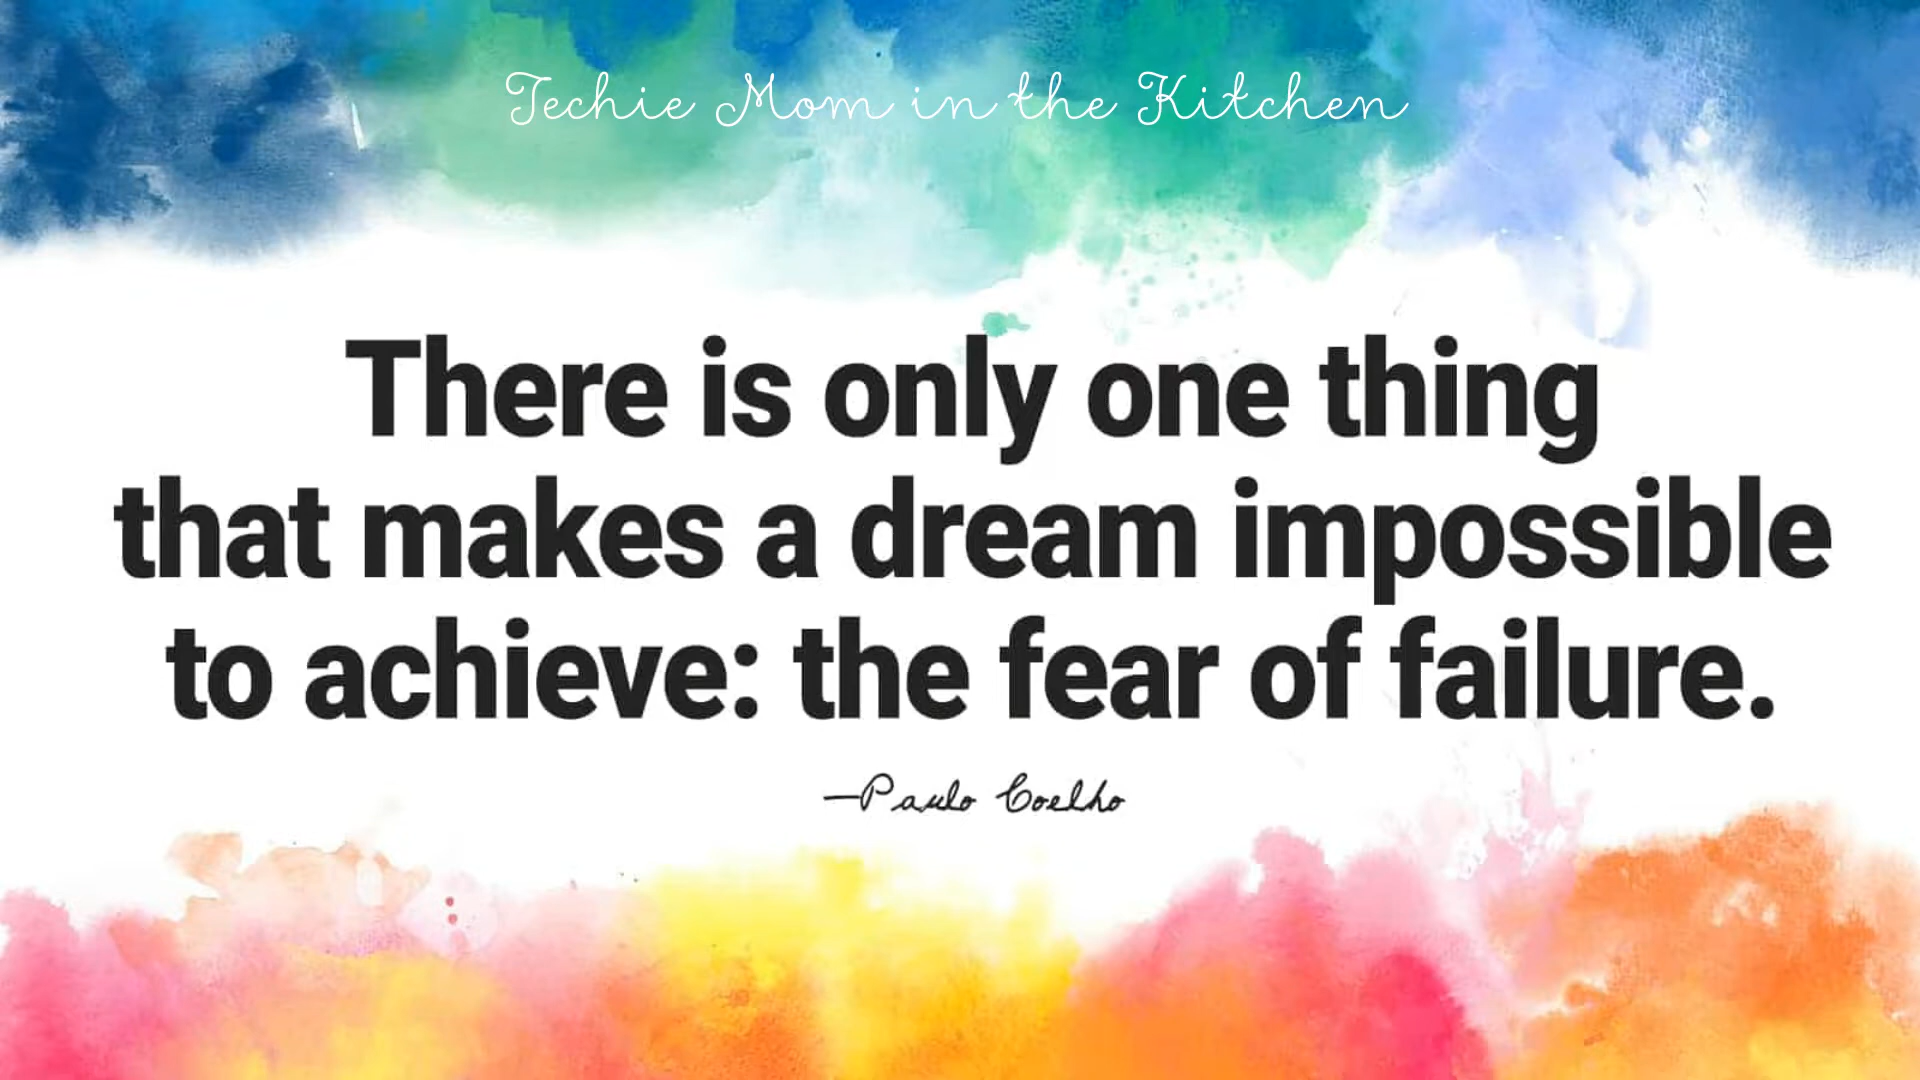 Techie Mom in the Kitchen
There is only one thing
that makes a dream impossible
to achieve: the fear of failure.
—Paulo Coelho